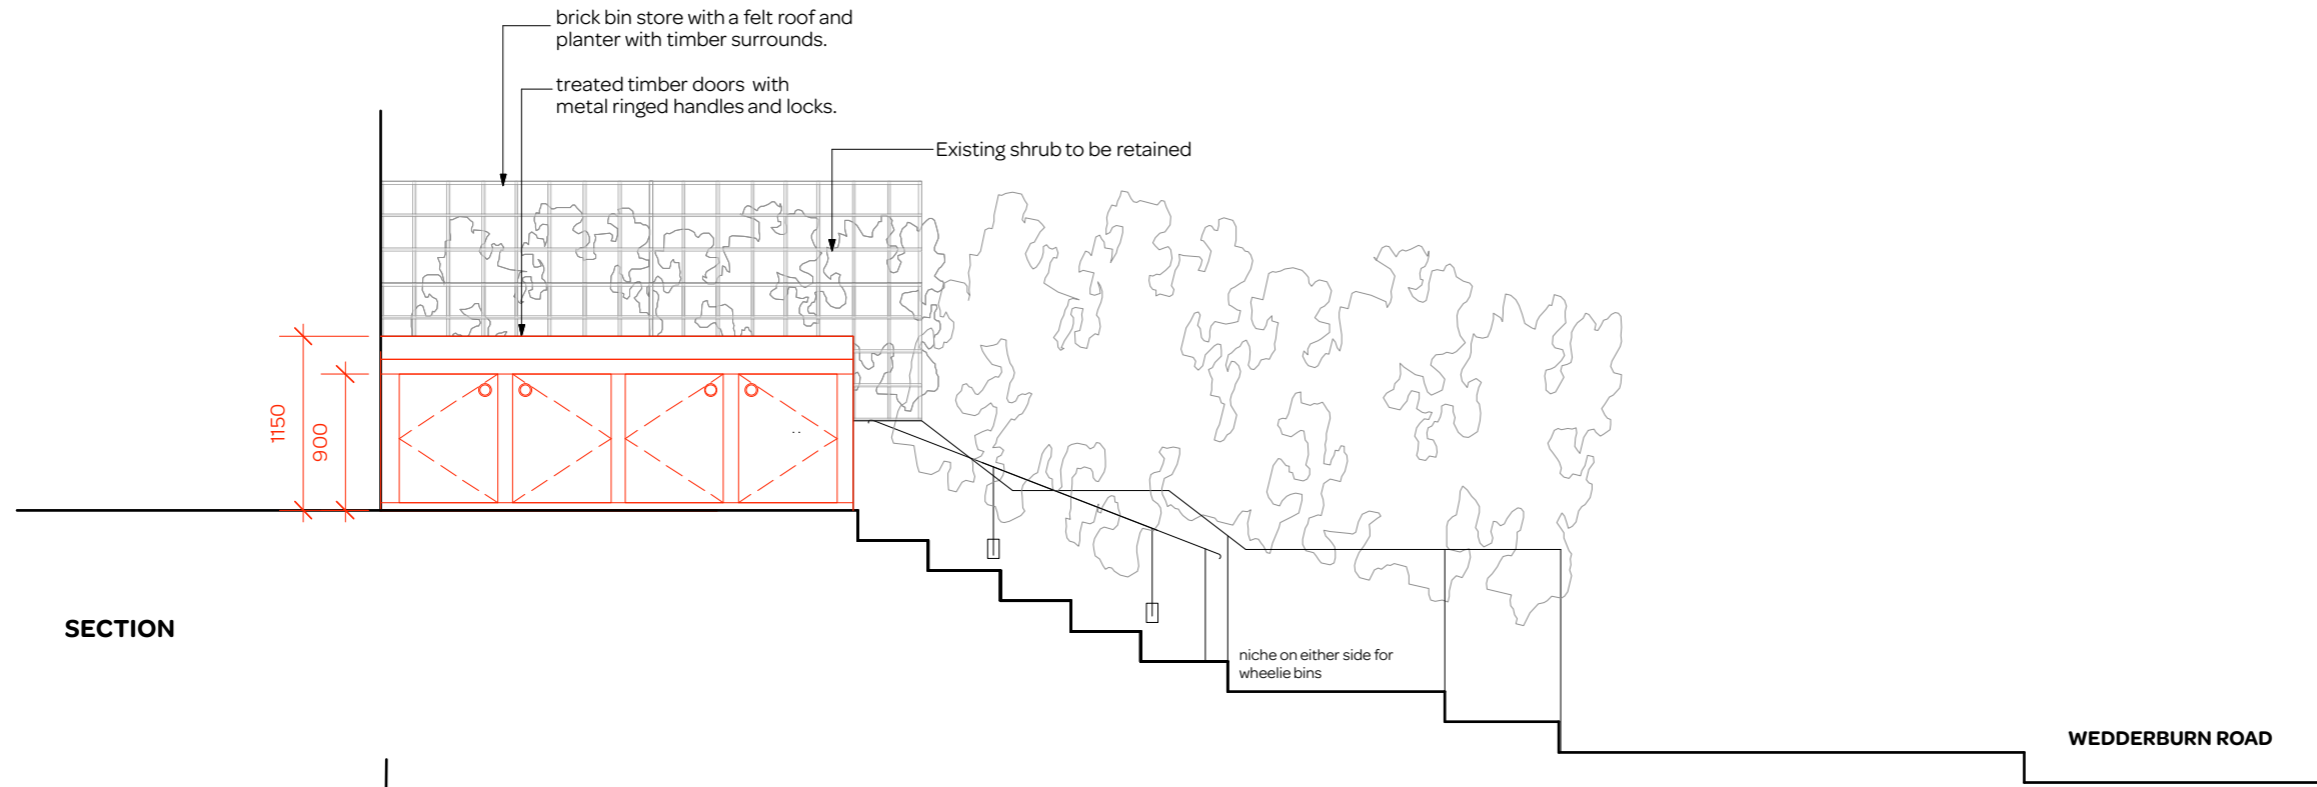 brick bin store with a felt roof and
planter with timber surrounds.
treated timber doors with
metal ringed handles and locks.
Existing shrub to be retained
1150
900
SECTION
niche on either side for
wheelie bins
WEDDERBURN ROAD